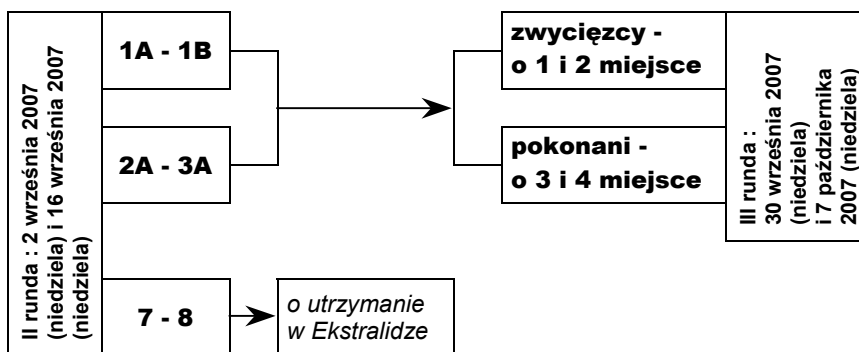 II runda : 2 września 2007
(niedziela) i 16 września 2007
(niedziela)
1A - 1B
2A - 3A
7 - 8
o utrzymanie
w Ekstralidze
zwycięzcy -
o 1 i 2 miejsce
pokonani -
o 3 i 4 miejsce
III runda :
30 września 2007
(niedziela)
i 7 października
2007 (niedziela)